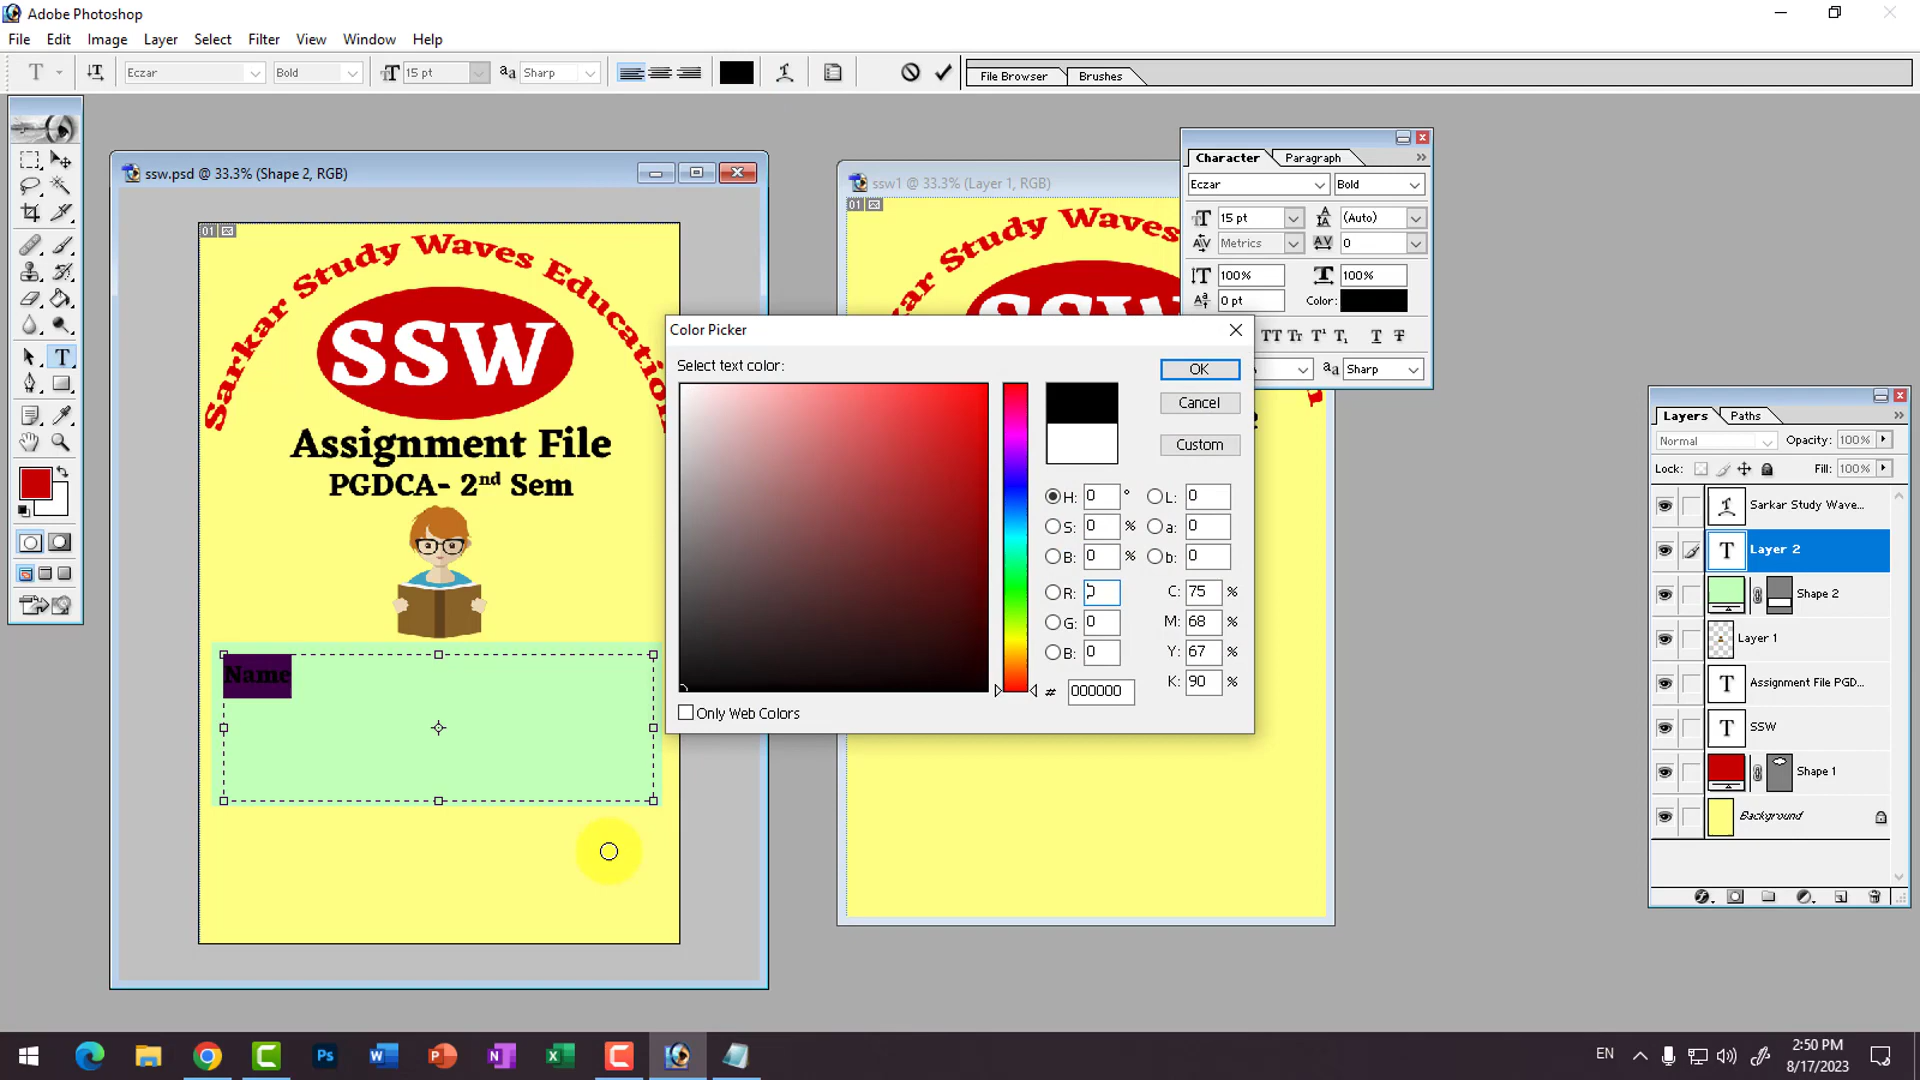 Adobe Photoshop
File Edit Image Layer Select Filter View Window Help
Eczar Bold 15 pt Sharp
File Browser Brushes
ssw.psd @ 33.3% (Shape 2, RGB)
01
Sarkar Study Waves Education
SSW
Assignment File
PGDCA- 2nd Sem
Name
ssw1 @ 33.3% (Layer 1, RGB)
01
Study Waves
Character Paragraph
Eczar Bold
15 pt (Auto)
Metrics 0
100% 100%
0 pt Color:
Sharp
Color Picker
Select text color:
OK
Cancel
Custom
H: 0 ° L: 0
S: 0 % a: 0
B: 0 % b: 0
R: C: 75 %
G: 0 M: 68 %
B: 0 Y: 67 %
# 000000 K: 90 %
Only Web Colors
Layers Paths
Normal Opacity: 100%
Lock: Fill: 100%
Sarkar Study Wave...
Layer 2
Shape 2
Layer 1
Assignment File PGD...
SSW
Shape 1
Background
EN
2:50 PM
8/17/2023